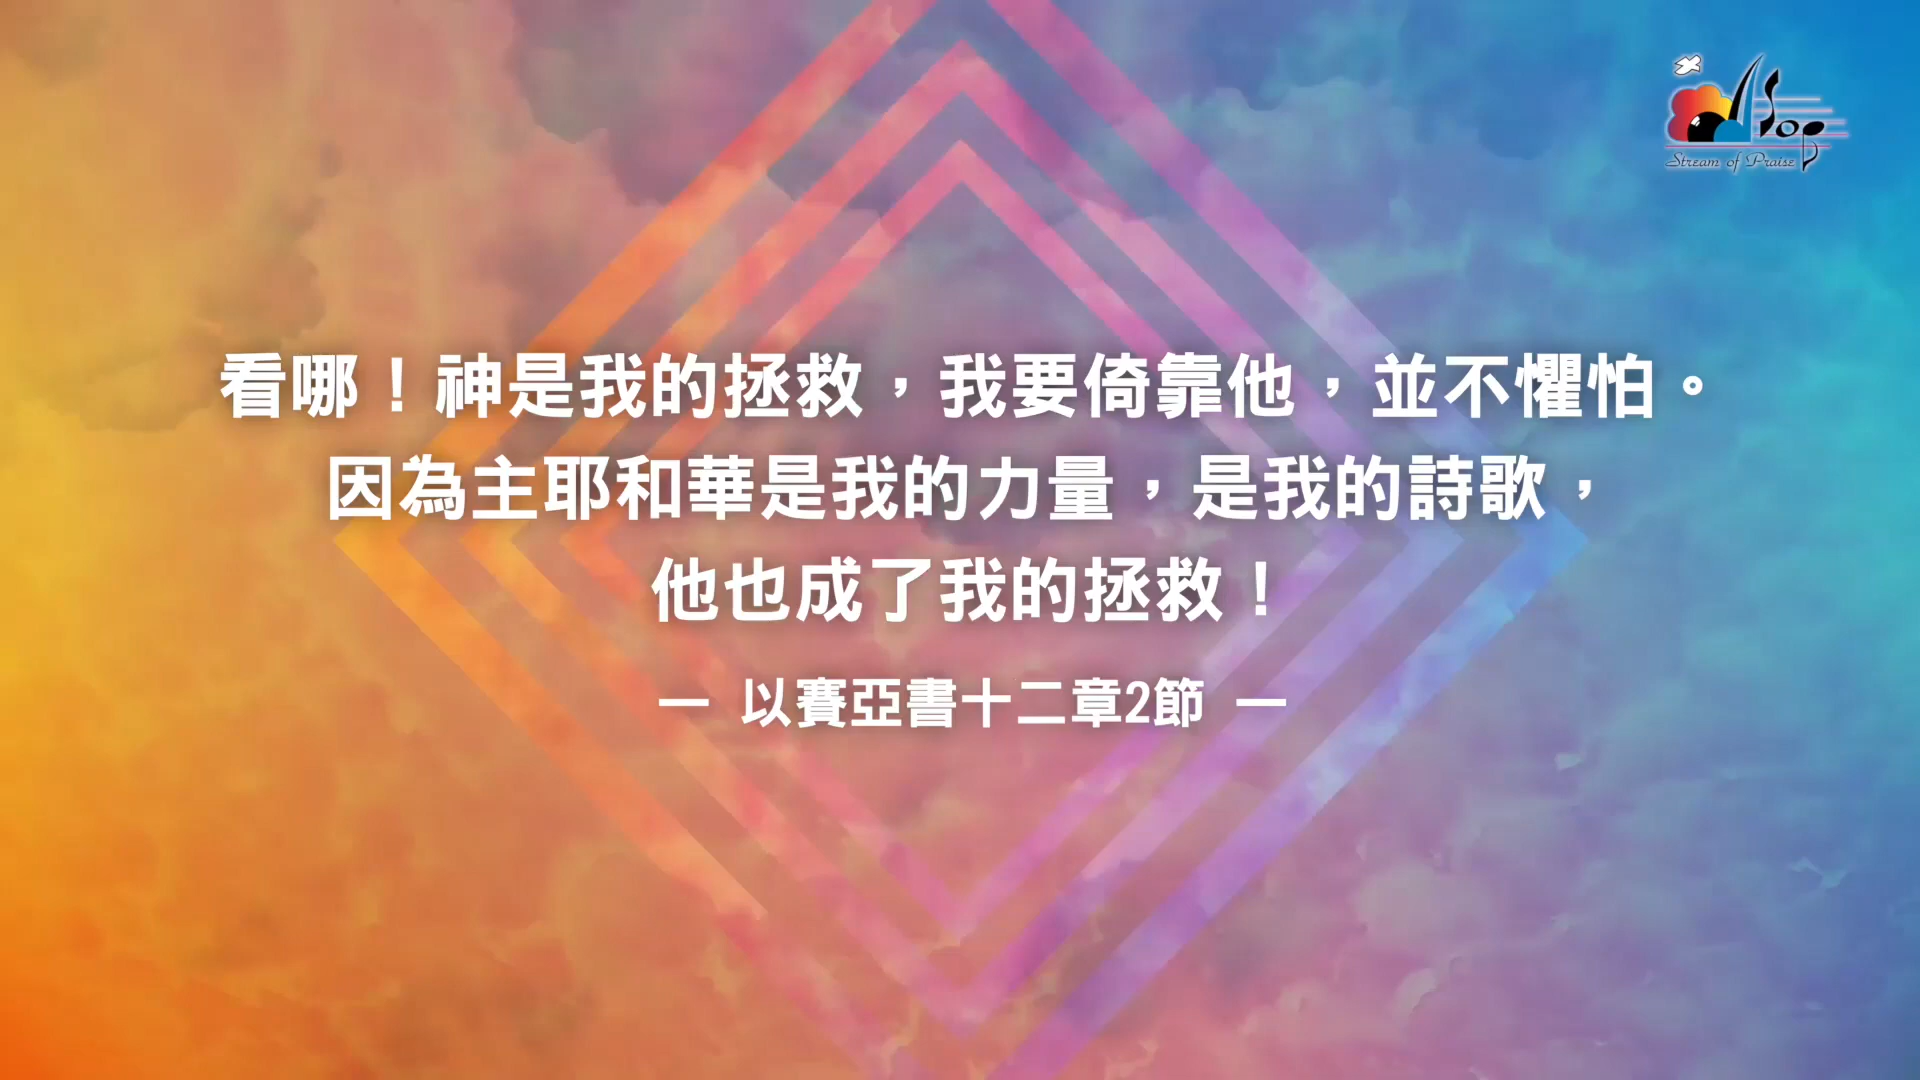 Sop
Stream of Praise
看哪！神是我的拯救，我要倚靠他，並不懼怕。
因為主耶和華是我的力量，是我的詩歌，
他也成了我的拯救！
— 以賽亞書十二章2節 —